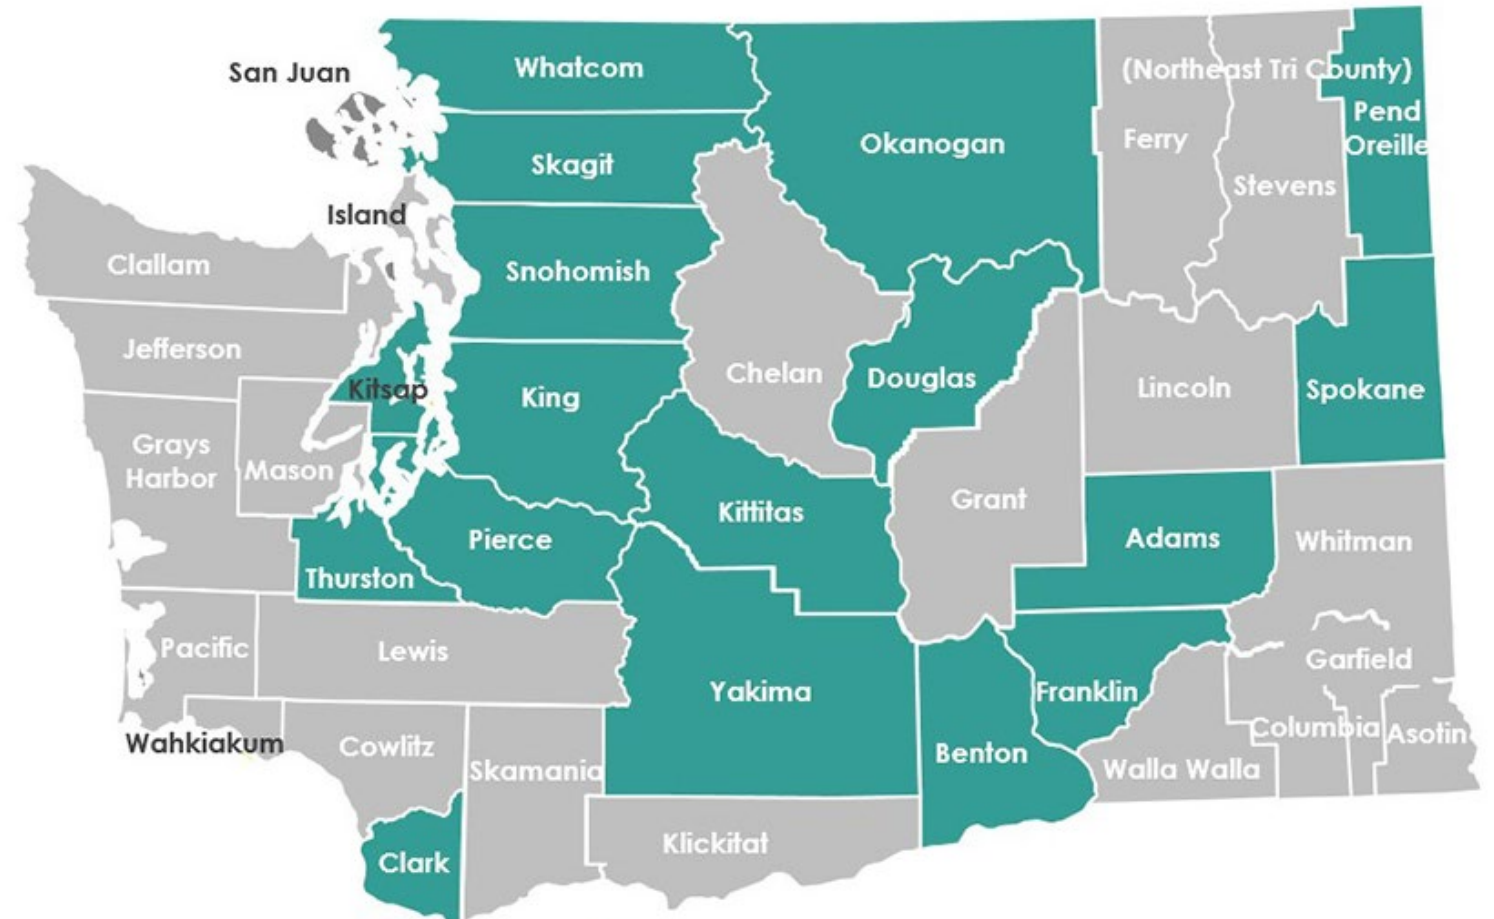 San Juan
Whatcom
(Northeast Tri County)
Pend
Oreille
Okanogan
Ferry
Skagit
Stevens
Island
Clallam
Snohomish
Jefferson
Chelan
Douglas
Lincoln
Spokane
Kitsap
King
Grays
Harbor
Mason
Grant
Kittitas
Pierce
Adams
Whitman
Thurston
Pacific
Lewis
Garfield
Yakima
Franklin
Wahkiakum
Cowlitz
Skamania
Benton
Columbia
Asotin
Walla Walla
Klickitat
Clark